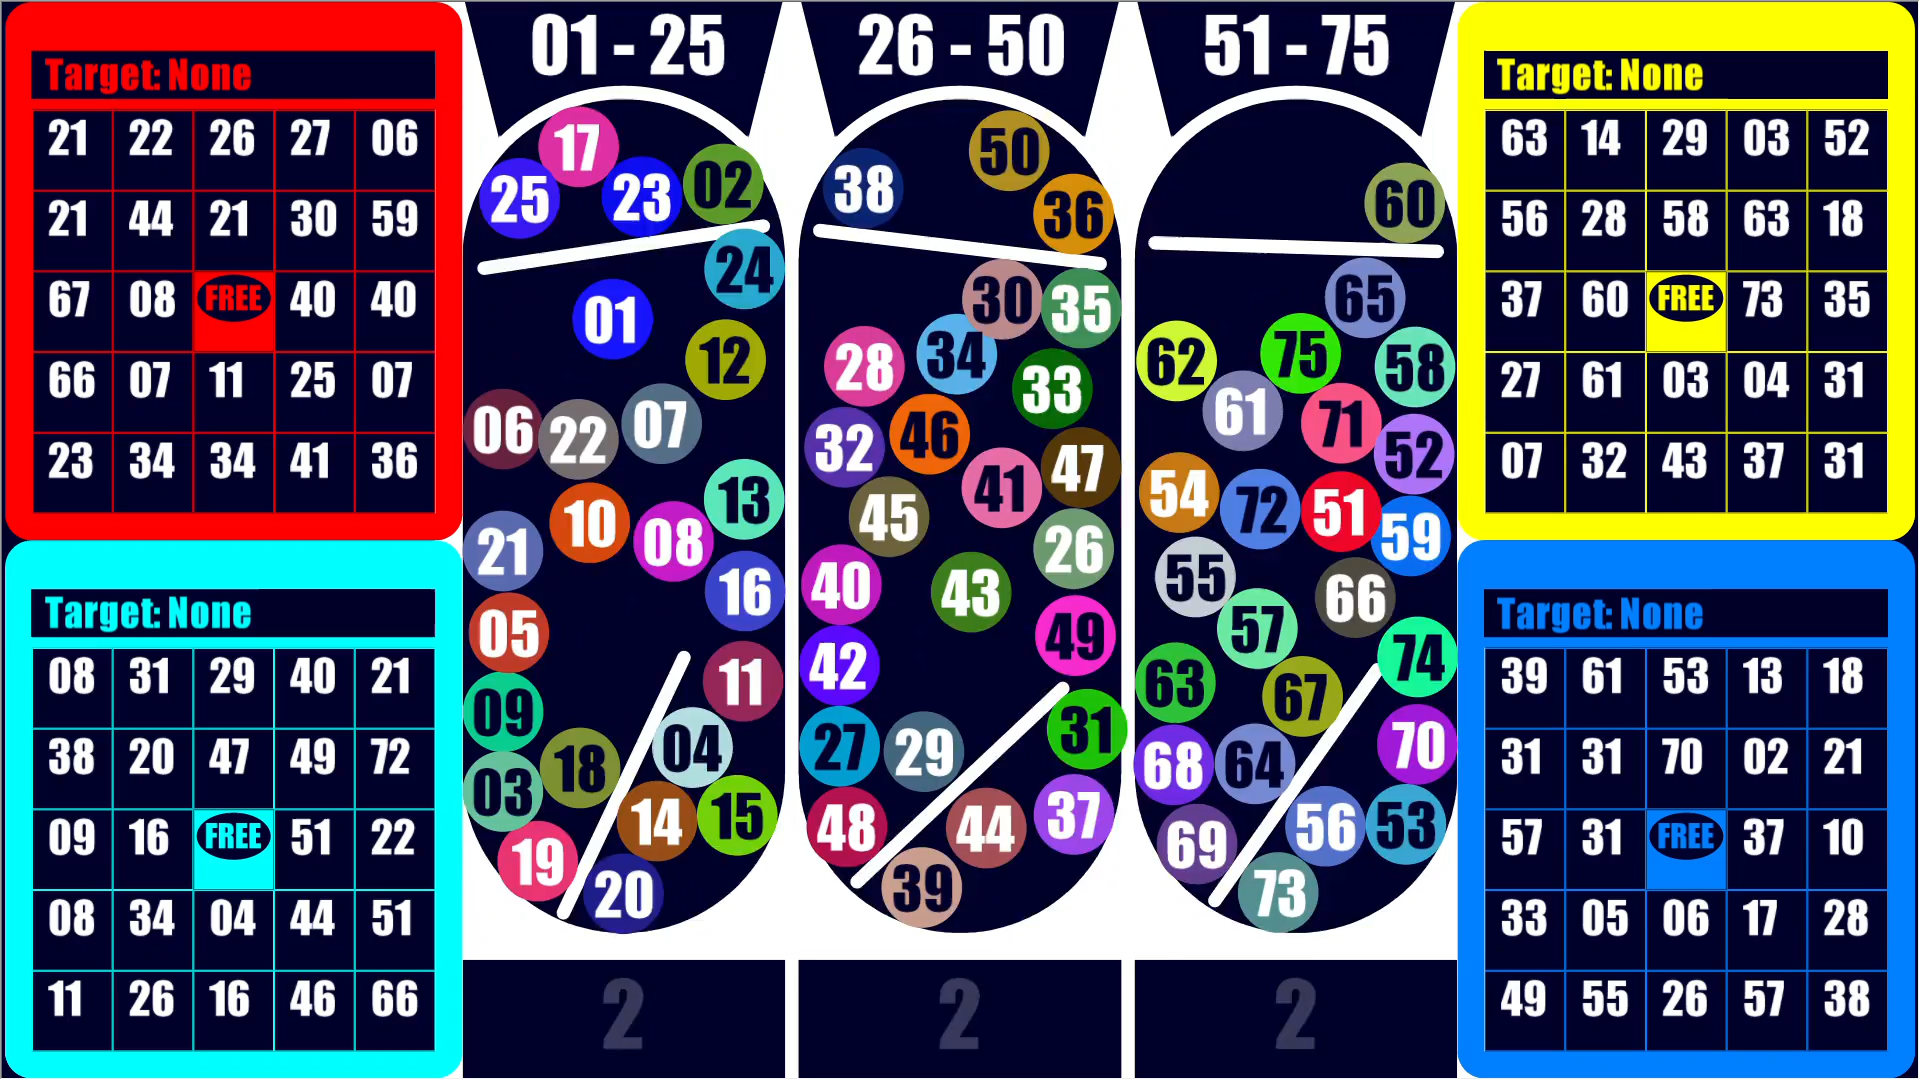 Target: None
21 22 26 27 06
21 44 21 30 59
67 08 FREE 40 40
66 07 11 25 07
23 34 34 41 36
Target: None
08 31 29 40 21
38 20 47 49 72
09 16 FREE 51 22
08 34 04 44 51
11 26 16 46 66
01 - 25
17
25 23 02
24
01
12
06 22 07
13
10 08
21
16
05
11
09
04
18
03
14 15
19
20
2
26 - 50
50
38
36
30 35
34
28
33
46
32
47
41
45
26
40 43
49
42
31
27 29
37
48 44
39
2
51 - 75
60
65
75
62 58
61
71
52
54
72 51
59
55
66
57
74
63
67
70
68 64
56 53
69
73
2
Target: None
63 14 29 03 52
56 28 58 63 18
37 60 FREE 73 35
27 61 03 04 31
07 32 43 37 31
Target: None
39 61 53 13 18
31 31 70 02 21
57 31 FREE 37 10
33 05 06 17 28
49 55 26 57 38